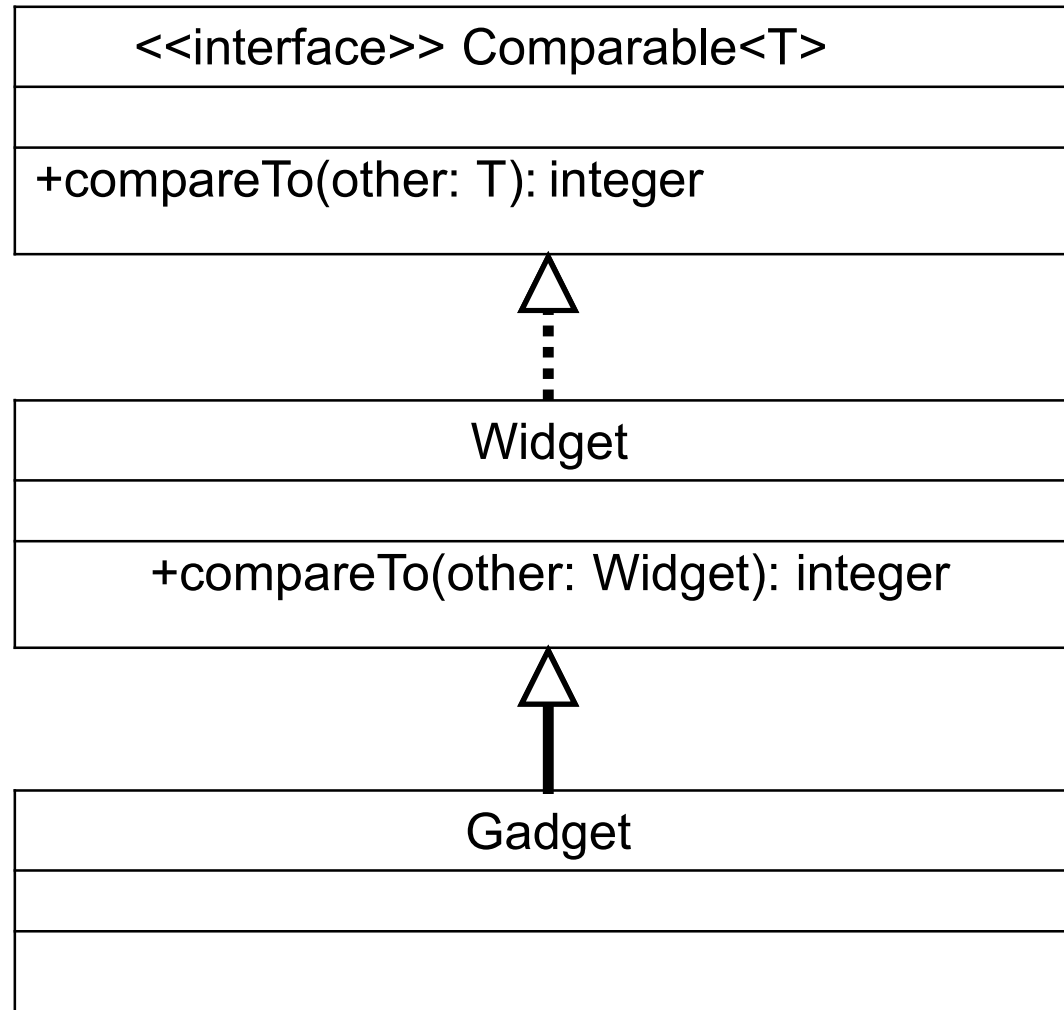 <<interface>> Comparable<T>
+compareTo(other: T): integer
Widget
+compareTo(other: Widget): integer
Gadget